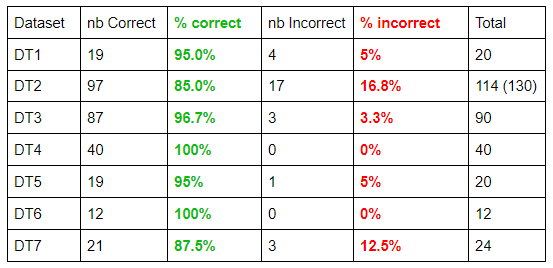 Dataset nb Correct % correct nb Incorrect % incorrect Total
DT1 19 95.0% 4 5% 20
DT2 97 85.0% 17 16.8% 114 (130)
DT3 87 96.7% 3 3.3% 90
DT4 40 100% 0 0% 40
DT5 19 95% 1 5% 20
DT6 12 100% 0 0% 12
DT7 21 87.5% 3 12.5% 24